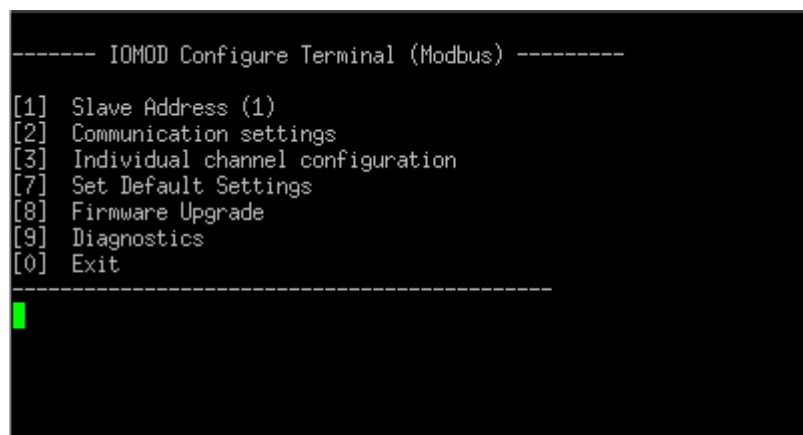 ------- IOMOD Configure Terminal (Modbus) ---------
[1] Slave Address (1)
[2] Communication settings
[3] Individual channel configuration
[7] Set Default Settings
[8] Firmware Upgrade
[9] Diagnostics
[0] Exit
---------------------------------------------